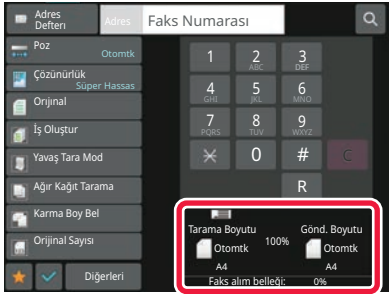 Adres
Defteri
Adres
Faks Numarası
Poz
Otomtk
Çözünürlük
Süper Hassas
Orijinal
İş Oluştur
Yavaş Tara Mod
Ağır Kağıt Tarama
Karma Boy Bel
Orijinal Sayısı
Diğerleri
1
2
ABC
3
DEF
4
GHI
5
JKL
6
MNO
7
PQRS
8
TUV
9
WXYZ
0
#
C
R
Tarama Boyutu
Gönd. Boyutu
Otomtk
100%
Otomtk
A4
A4
Faks alım belleği:
0%